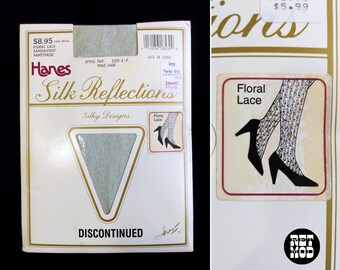 $8.95
FLORAL LACE
SANDALFOOT
PANTYHOSE
Hanes
Silk Reflections
Silky Designs
Floral
Lace
DISCONTINUED
$5.99
Floral
Lace
RET
MOD